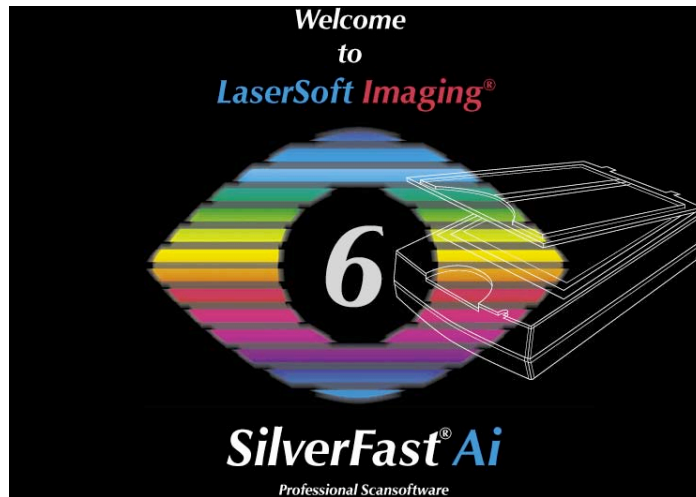 Welcome
to
LaserSoft Imaging®
6
SilverFast® Ai
Professional Scansoftware